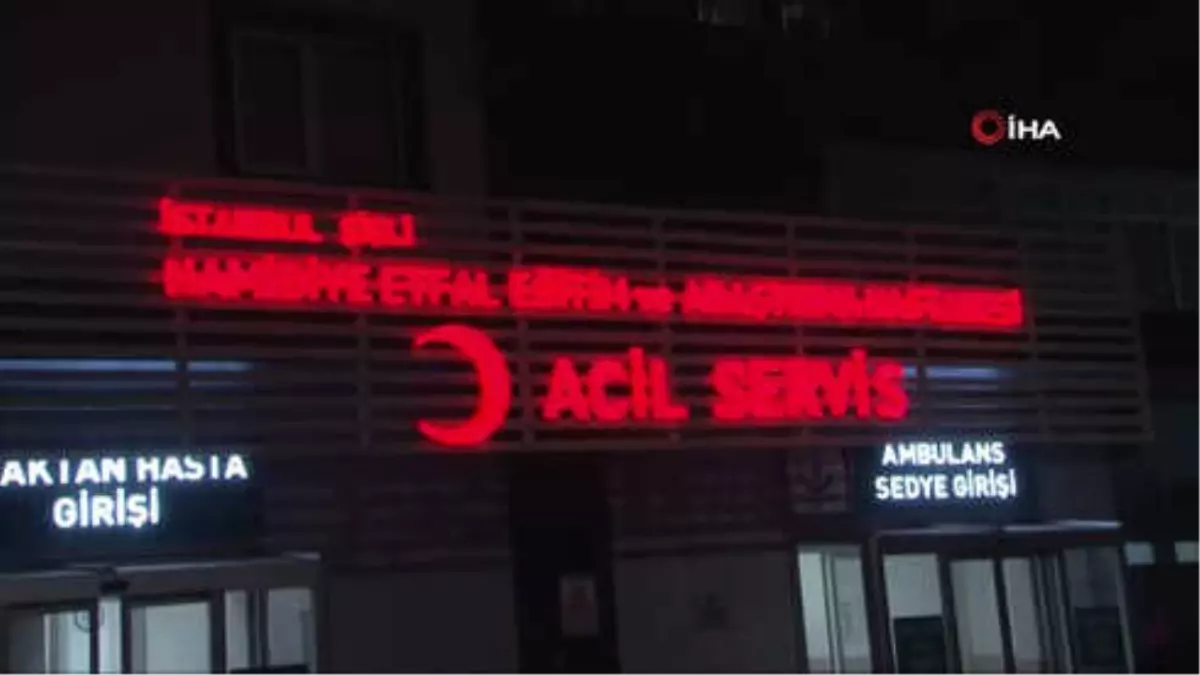 İHA
İSTANBUL ŞİŞLİ
HAMİDİYE ETFAL EĞİTİM ve ARAŞTIRMA HASTANESİ
ACİL SERVİS
AKTAN HASTA
GİRİŞİ
AMBULANS
SEDYE GİRİŞİ